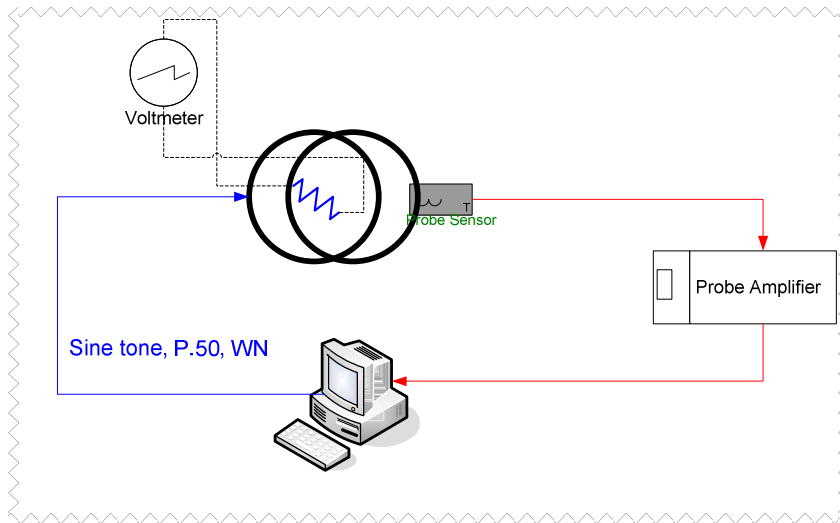 Voltmeter
T
Probe Sensor
Probe Amplifier
Sine tone, P.50, WN